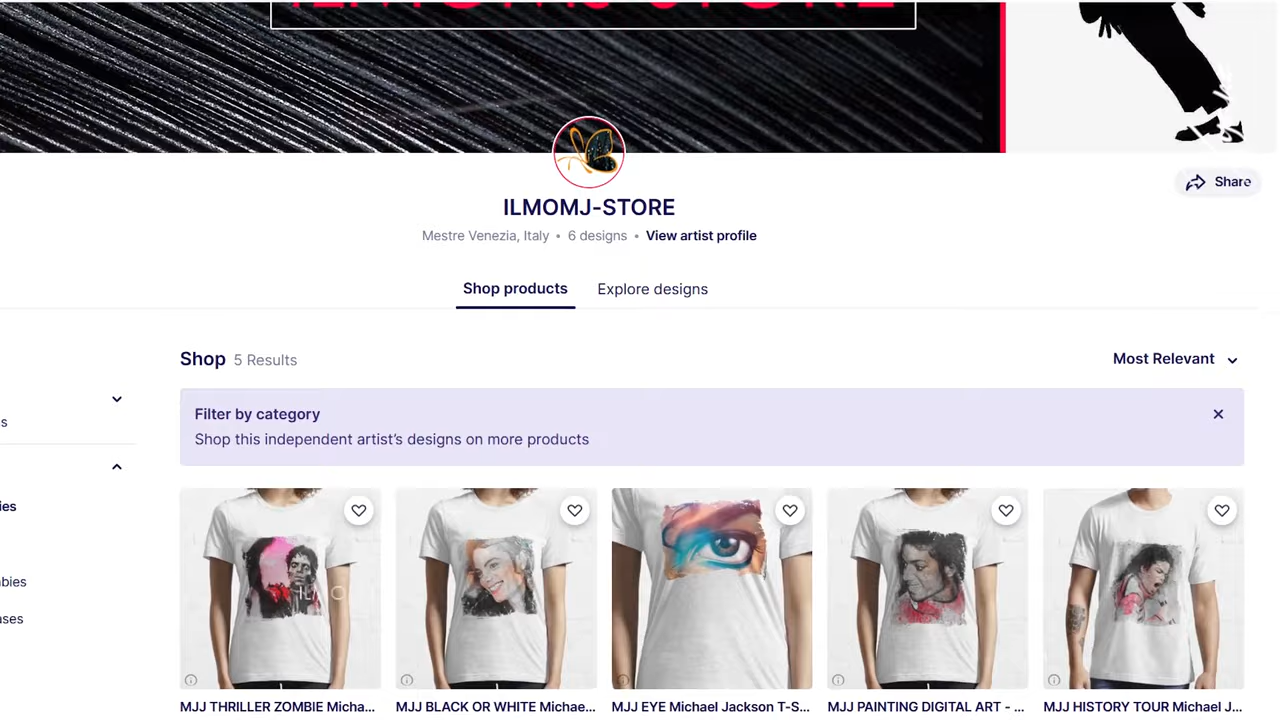 Share
ILMOMJ-STORE
Mestre Venezia, Italy • 6 designs • View artist profile
Shop products Explore designs
Shop 5 Results
Most Relevant
Filter by category
Shop this independent artist's designs on more products
MJJ THRILLER ZOMBIE Micha...
MJJ BLACK OR WHITE Michae...
MJJ EYE Michael Jackson T-S...
MJJ PAINTING DIGITAL ART - ...
MJJ HISTORY TOUR Michael J...